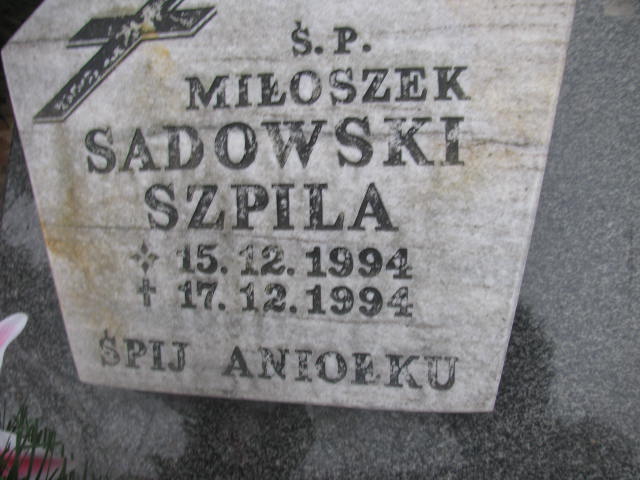 Ś.P.
MIŁOSZEK
SADOWSKI
SZPILA
15.12.1994
† 17.12.1994
ŚPIJ ANIOŁKU